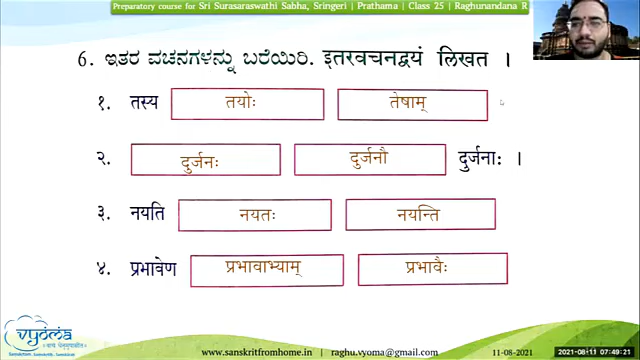 Preparatory course for Sri Surasaraswathi Sabha, Sringeri | Prathama | Class 25 | Raghunandana R
6. ಇತರ ವಚನಗಳನ್ನು ಬರೆಯಿರಿ. इतरवचनद्वयं लिखत ।
१. तस्य तयोः तेषाम्
२. दुर्जनः दुर्जनौ दुर्जनाः ।
३. नयति नयतः नयन्ति
४. प्रभावेण प्रभावाभ्याम् प्रभावैः
vyoma
www.sanskritfromhome.in | raghu.vyoma@gmail.com 11-08-2021
2021-08-11 07:49:21